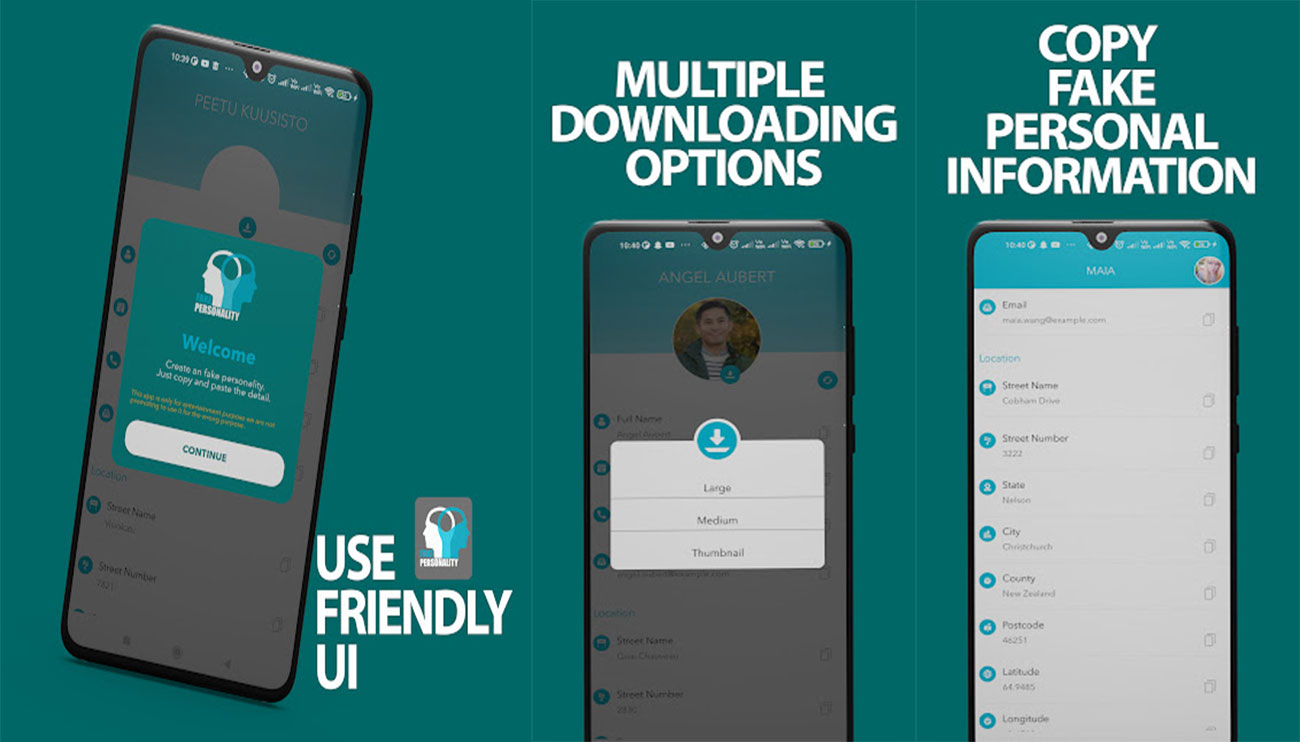 10:39
PEETU KUUSISTO
FAKE
PERSONALITY
Welcome
Create an fake personality.
Just copy and paste the detail.
This app is only for entertainment purpose we are not
promoting to use it for the wrong purpose.
CONTINUE
Location
Street Name
Street Number
7821
USE
FRIENDLY
UI
FAKE
PERSONALITY
MULTIPLE
DOWNLOADING
OPTIONS
10:40
ANGEL AUBERT
Full Name
Angel Aubert
Large
Medium
Thumbnail
angel.aubert@example.com
Location
Street Name
Street Number
2890
COPY
FAKE
PERSONAL
INFORMATION
10:40
MAIA
Email
maia.wang@example.com
Location
Street Name
Cobham Drive
Street Number
3222
State
Nelson
City
Christchurch
County
New Zealand
Postcode
46251
Latitude
64.9485
Longitude